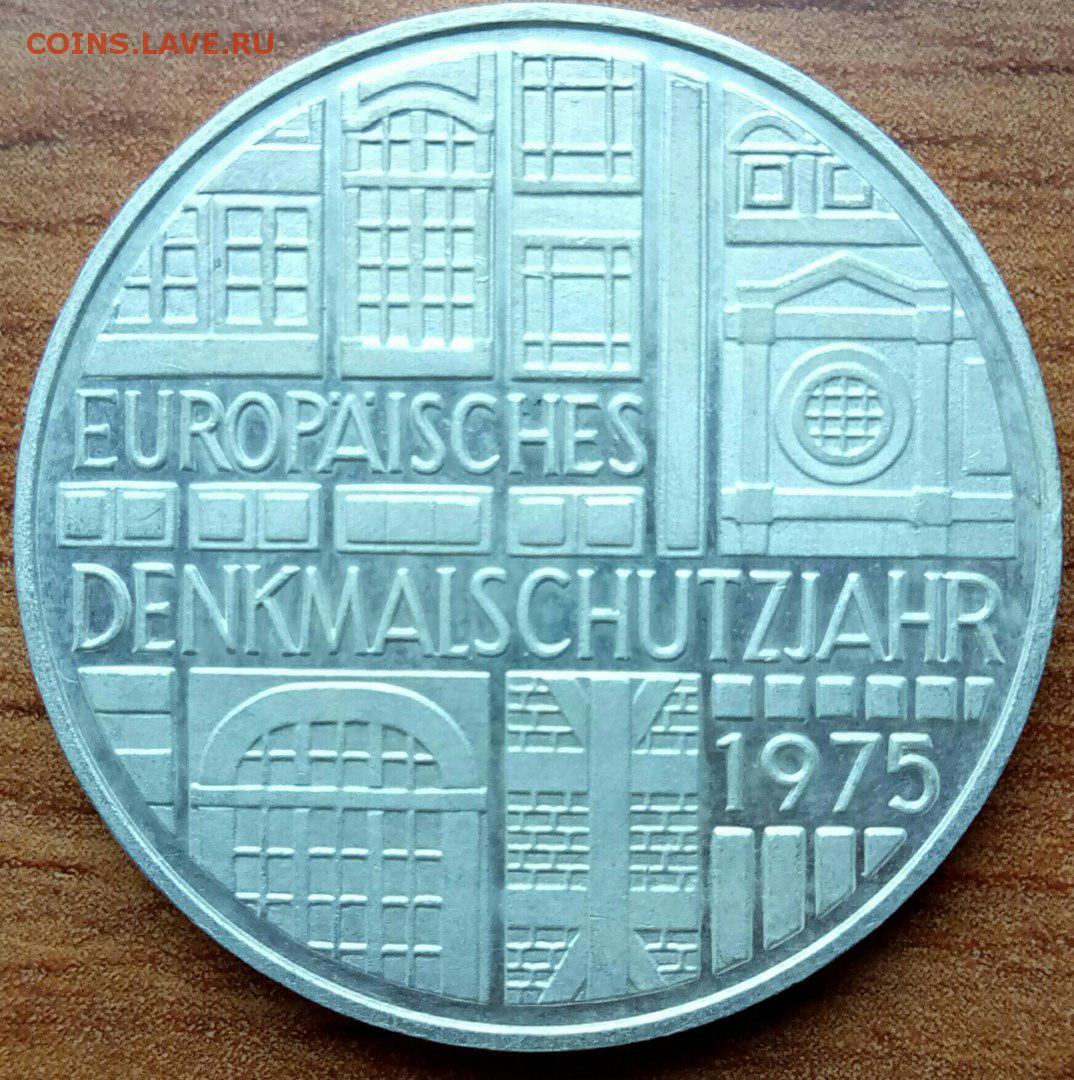 COINS.LAVE.RU
EUROPÄISCHES
DENKMALSCHUTZJAHR
1975